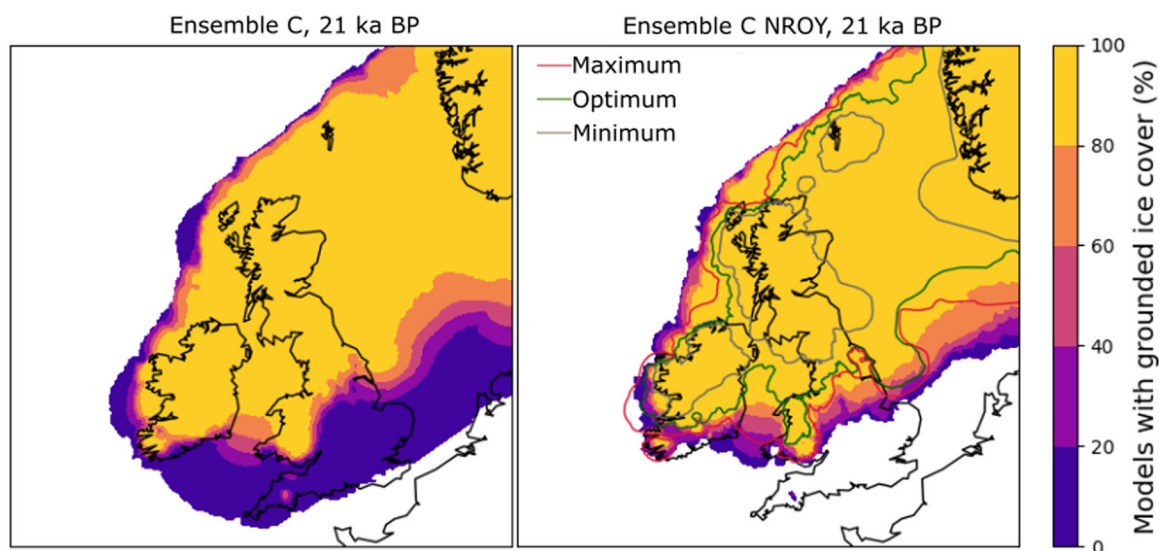 Ensemble C, 21 ka BP
Ensemble C NROY, 21 ka BP
Maximum
Optimum
Minimum
100
80
60
40
20
0
Models with grounded ice cover (%)